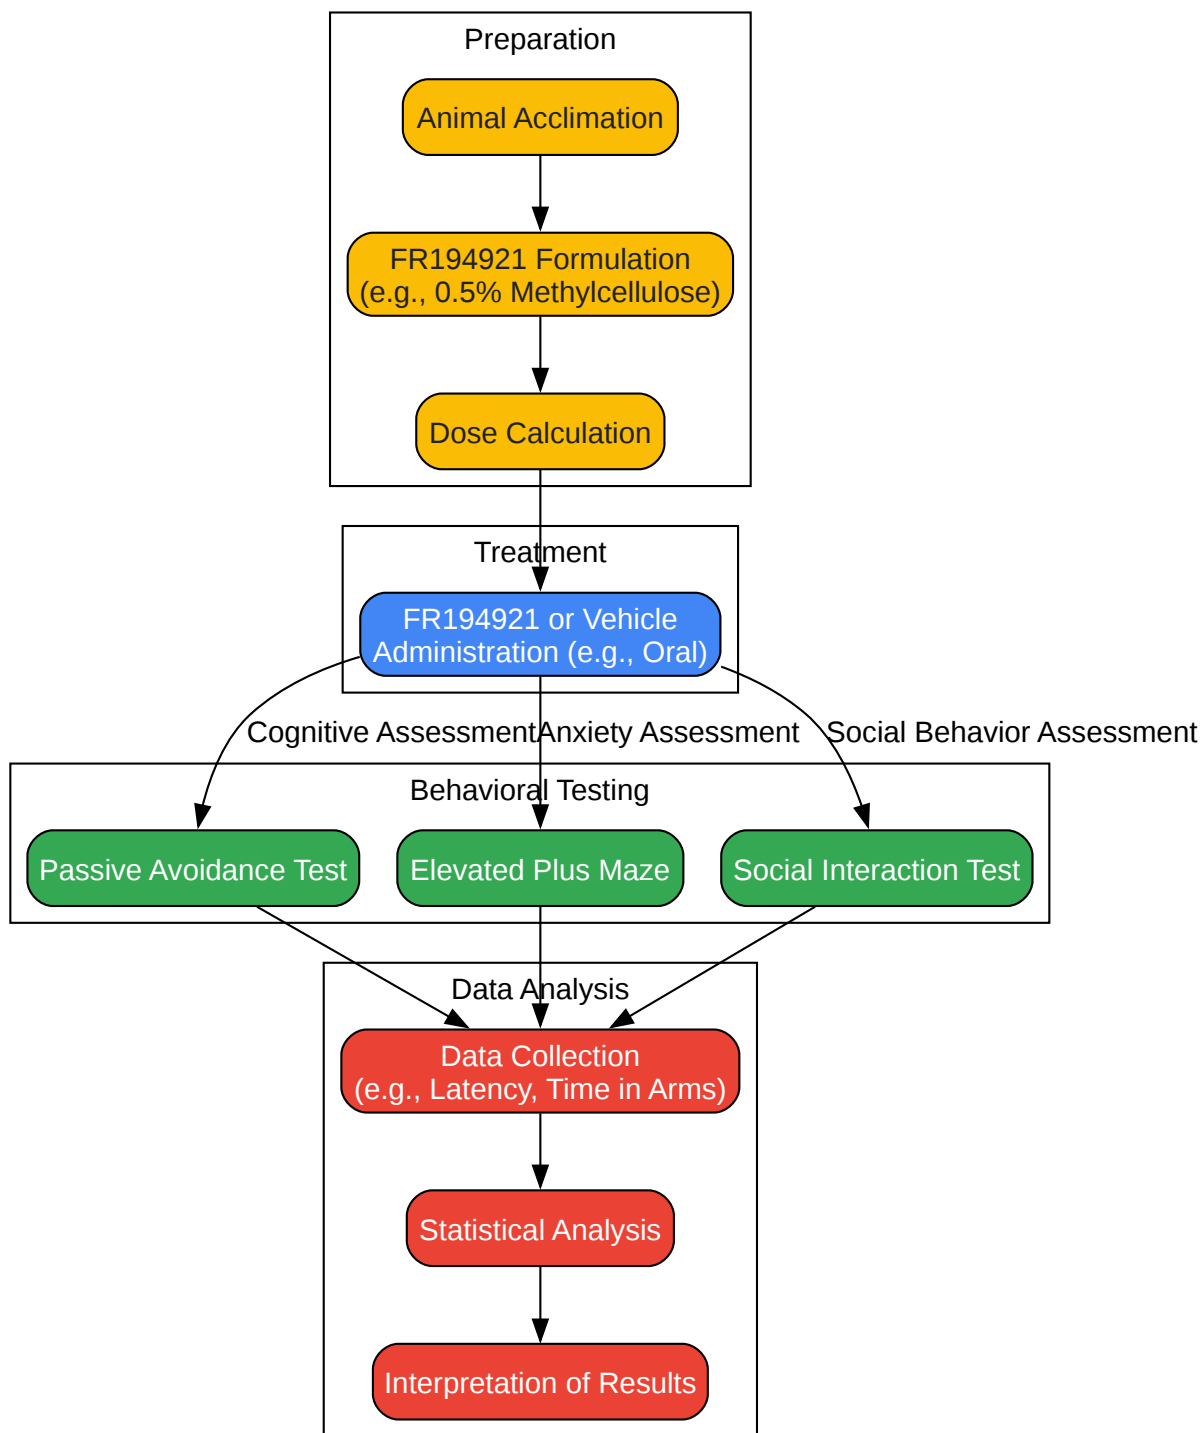 Preparation
Animal Acclimation
FR194921 Formulation
(e.g., 0.5% Methylcellulose)
Dose Calculation
Treatment
FR194921 or Vehicle
Administration (e.g., Oral)
Cognitive Assessment
Anxiety Assessment
Social Behavior Assessment
Behavioral Testing
Passive Avoidance Test
Elevated Plus Maze
Social Interaction Test
Data Analysis
Data Collection
(e.g., Latency, Time in Arms)
Statistical Analysis
Interpretation of Results